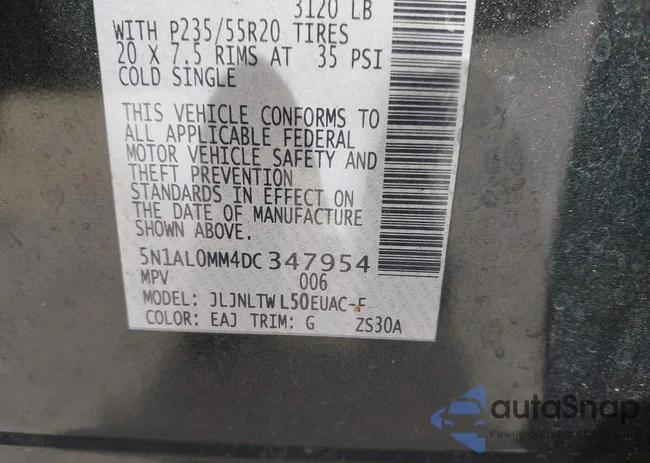 3120 LB
WITH P235/55R20 TIRES
20 X 7.5 RIMS AT 35 PSI
COLD SINGLE
THIS VEHICLE CONFORMS TO
ALL APPLICABLE FEDERAL
MOTOR VEHICLE SAFETY AND
THEFT PREVENTION
STANDARDS IN EFFECT ON
THE DATE OF MANUFACTURE
SHOWN ABOVE.
5N1AL0MM4DC347954
MPV 006
MODEL: JLJNLTWL50EUAC-F
COLOR: EAJ TRIM: G ZS30A
autoSnap
Pewne auto